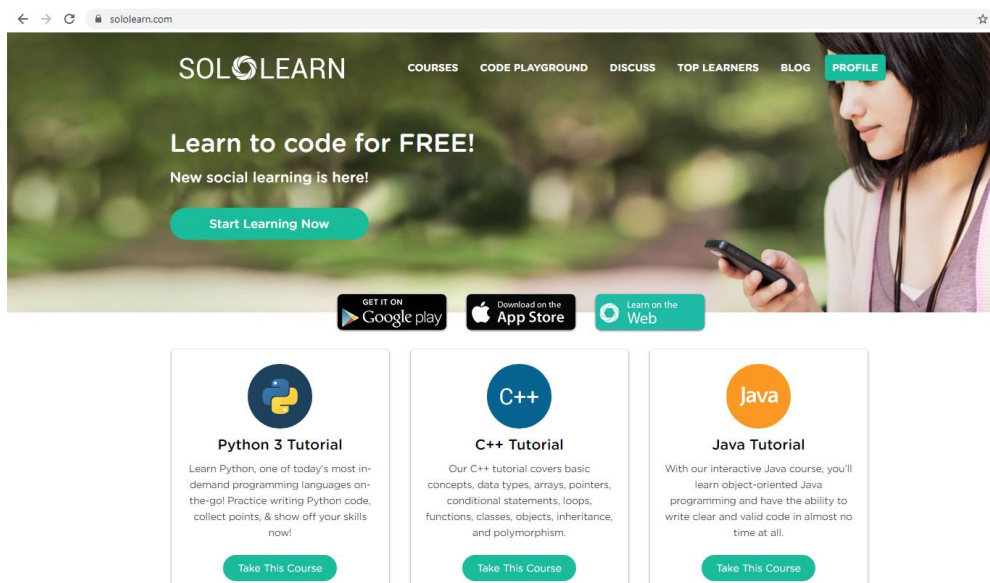 sololearn.com
SOLOLEARN
COURSES CODE PLAYGROUND DISCUSS TOP LEARNERS BLOG PROFILE
Learn to code for FREE!
New social learning is here!
Start Learning Now
GET IT ON
Google play
Download on the
App Store
Learn on the
Web
Python 3 Tutorial
Learn Python, one of today's most in-
demand programming languages on-
the-go! Practice writing Python code,
collect points, & show off your skills
now!
Take This Course
C++
C++ Tutorial
Our C++ tutorial covers basic
concepts, data types, arrays, pointers,
conditional statements, loops,
functions, classes, objects, inheritance,
and polymorphism.
Take This Course
Java
Java Tutorial
With our interactive Java course, you'll
learn object-oriented Java
programming and have the ability to
write clear and valid code in almost no
time at all.
Take This Course